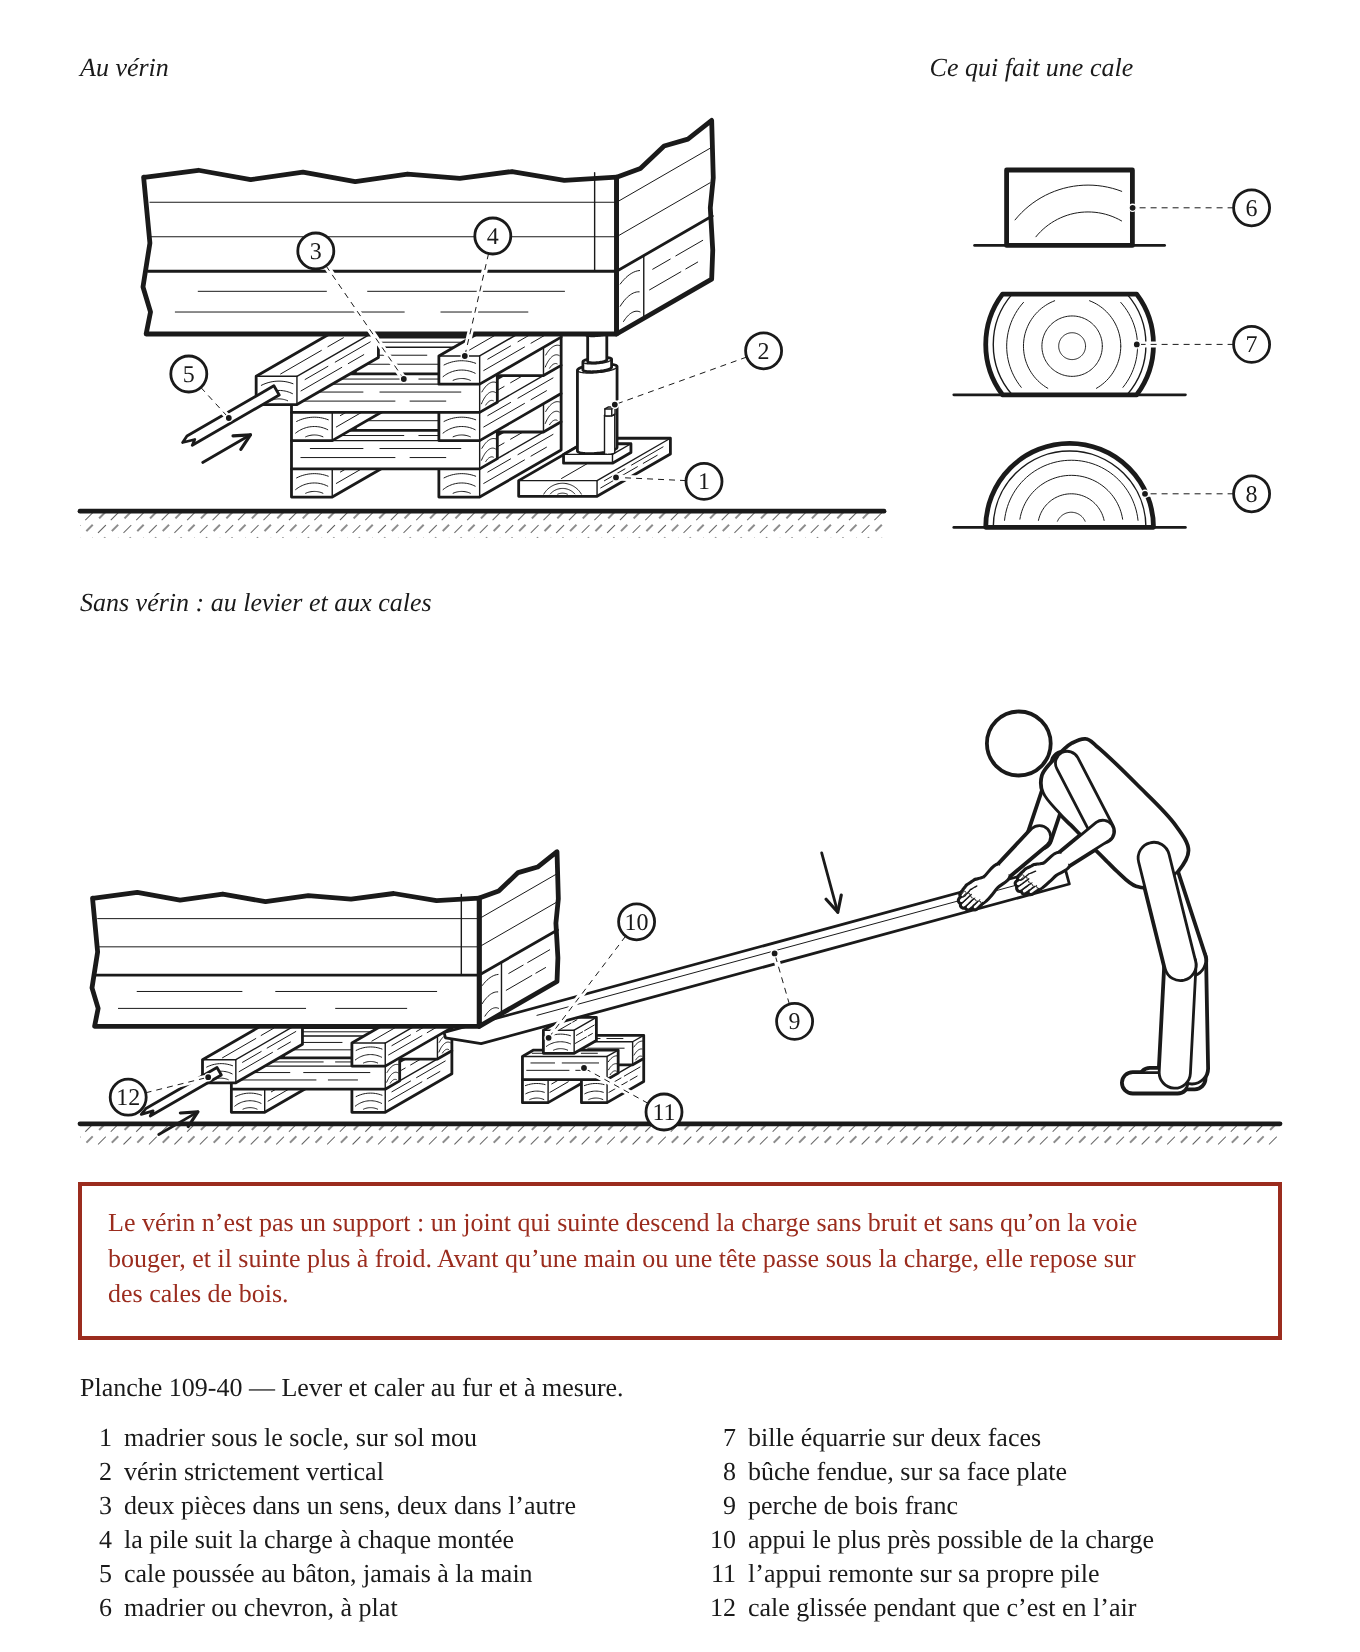 Au vérin
Ce qui fait une cale
3
4
6
5
2
7
1
8
Sans vérin : au levier et aux cales
10
9
12
11
Le vérin n’est pas un support : un joint qui suinte descend la charge sans bruit et sans qu’on la voie
bouger, et il suinte plus à froid. Avant qu’une main ou une tête passe sous la charge, elle repose sur
des cales de bois.
Planche 109-40 — Lever et caler au fur et à mesure.
1 madrier sous le socle, sur sol mou
2 vérin strictement vertical
3 deux pièces dans un sens, deux dans l’autre
4 la pile suit la charge à chaque montée
5 cale poussée au bâton, jamais à la main
6 madrier ou chevron, à plat
7 bille équarrie sur deux faces
8 bûche fendue, sur sa face plate
9 perche de bois franc
10 appui le plus près possible de la charge
11 l’appui remonte sur sa propre pile
12 cale glissée pendant que c’est en l’air